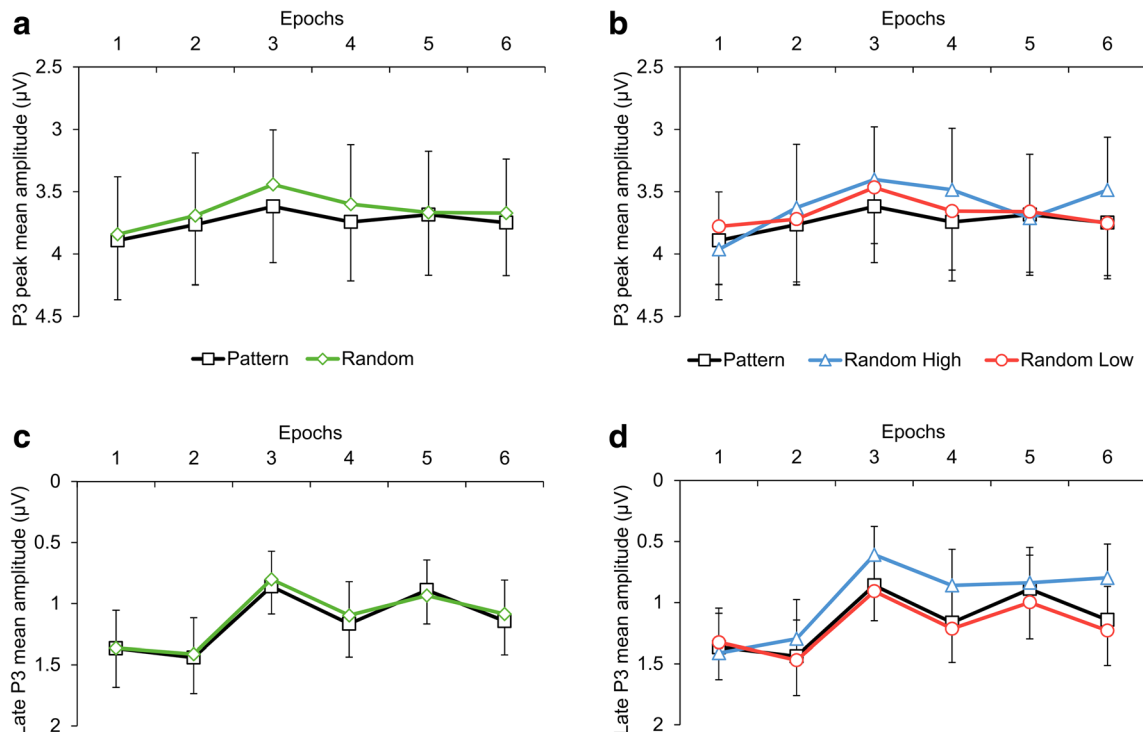 a
Epochs
1 2 3 4 5 6
P3 peak mean amplitude (µV)
2.5
3
3.5
4
4.5
Pattern Random
b
Epochs
1 2 3 4 5 6
P3 peak mean amplitude (µV)
2.5
3
3.5
4
4.5
Pattern Random High Random Low
c
Epochs
1 2 3 4 5 6
Late P3 mean amplitude (µV)
0
0.5
1
1.5
2
d
Epochs
1 2 3 4 5 6
Late P3 mean amplitude (µV)
0
0.5
1
1.5
2